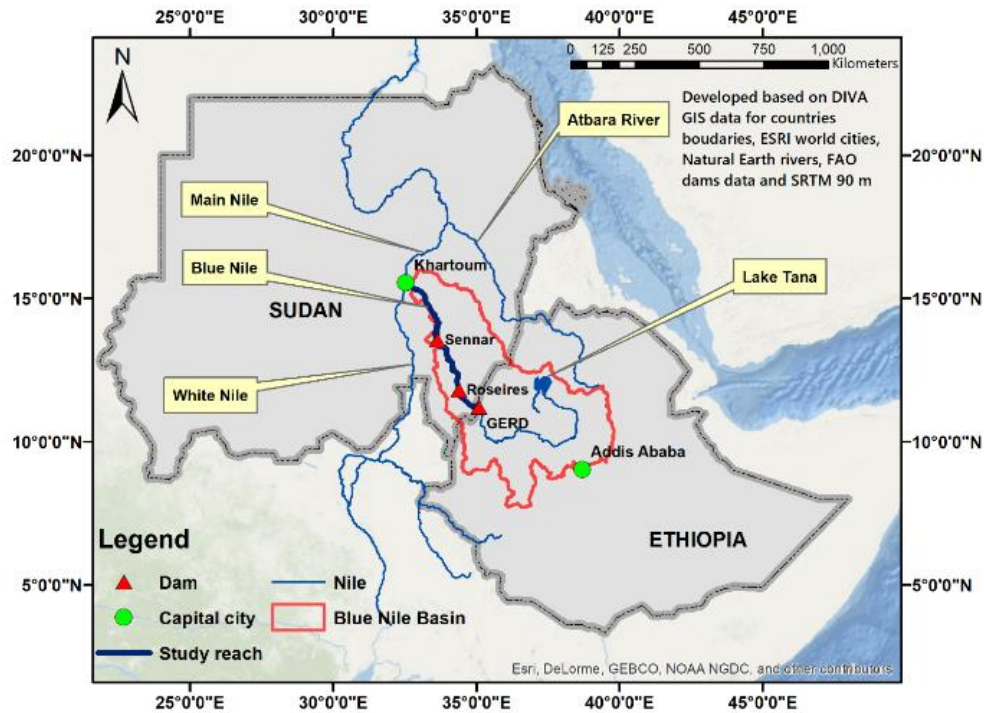 25°0'0"E 30°0'0"E 35°0'0"E 40°0'0"E 45°0'0"E
N
0 125 250 500 750 1,000
Kilometers
Developed based on DIVA
GIS data for countries
boudaries, ESRI world cities,
Natural Earth rivers, FAO
dams data and SRTM 90 m
Atbara River
20°0'0"N 20°0'0"N
Main Nile
Blue Nile
Khartoum
Lake Tana
15°0'0"N 15°0'0"N
SUDAN
Sennar
White Nile
Roseires
GERD
10°0'0"N 10°0'0"N
Addis Ababa
ETHIOPIA
Legend
Dam
Nile
Capital city
Blue Nile Basin
Study reach
5°0'0"N 5°0'0"N
Esri, DeLorme, GEBCO, NOAA NGDC, and other contributors
25°0'0"E 30°0'0"E 35°0'0"E 40°0'0"E 45°0'0"E